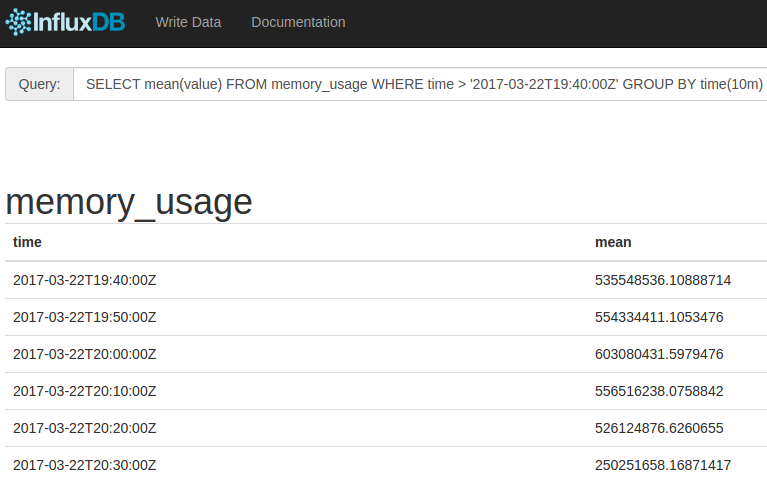 InfluxDB Write Data Documentation
Query: SELECT mean(value) FROM memory_usage WHERE time > '2017-03-22T19:40:00Z' GROUP BY time(10m)
memory_usage
time mean
2017-03-22T19:40:00Z 535548536.10888714
2017-03-22T19:50:00Z 554334411.1053476
2017-03-22T20:00:00Z 603080431.5979476
2017-03-22T20:10:00Z 556516238.0758842
2017-03-22T20:20:00Z 526124876.6260655
2017-03-22T20:30:00Z 250251658.16871417